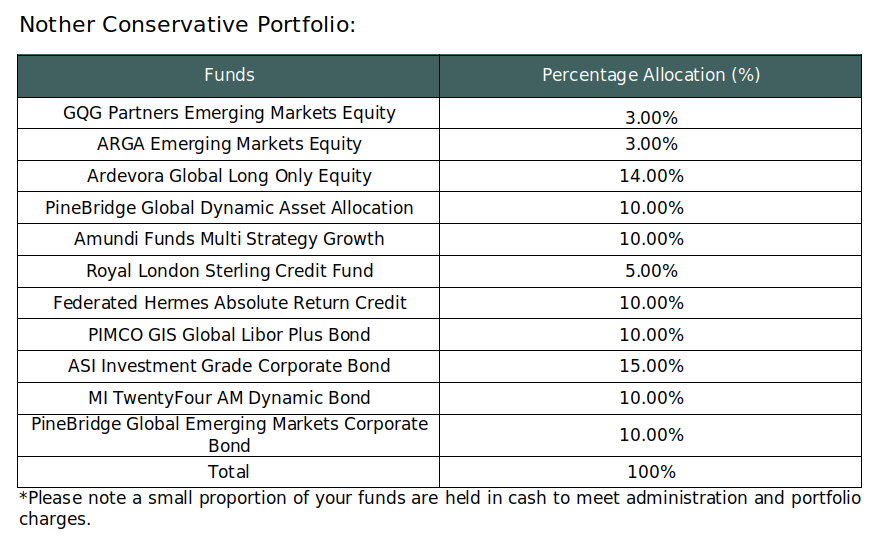 Nother Conservative Portfolio:
Funds Percentage Allocation (%)
GQG Partners Emerging Markets Equity 3.00%
ARGA Emerging Markets Equity 3.00%
Ardevora Global Long Only Equity 14.00%
PineBridge Global Dynamic Asset Allocation 10.00%
Amundi Funds Multi Strategy Growth 10.00%
Royal London Sterling Credit Fund 5.00%
Federated Hermes Absolute Return Credit 10.00%
PIMCO GIS Global Libor Plus Bond 10.00%
ASI Investment Grade Corporate Bond 15.00%
MI TwentyFour AM Dynamic Bond 10.00%
PineBridge Global Emerging Markets Corporate
Bond 10.00%
Total 100%
*Please note a small proportion of your funds are held in cash to meet administration and portfolio
charges.